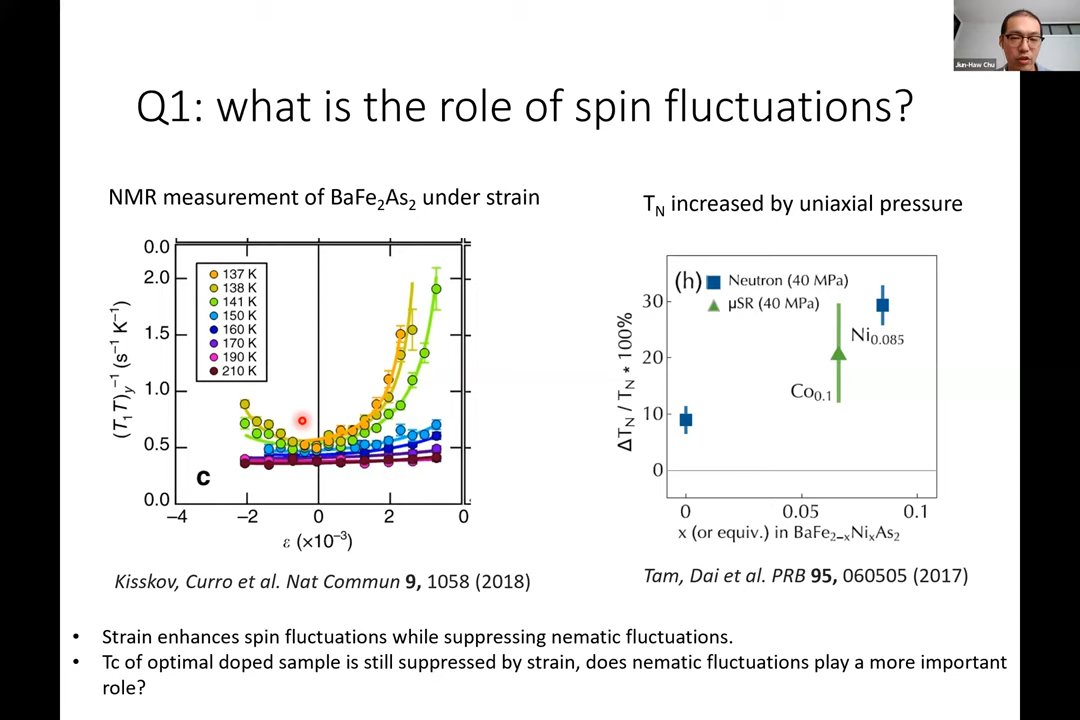 Jiun-Haw Chu
Q1: what is the role of spin fluctuations?
NMR measurement of BaFe2As2 under strain
0.0
2.0
1.5
1.0
0.5
0.0
(T1T)y−1 (s−1 K−1)
137 K
138 K
141 K
150 K
160 K
170 K
190 K
210 K
c
−4 −2 0 2 0
ε (×10−3)
Kisskov, Curro et al. Nat Commun 9, 1058 (2018)
TN increased by uniaxial pressure
(h) Neutron (40 MPa)
μSR (40 MPa)
30
20
10
0
ΔTN / TN * 100%
Ni0.085
Co0.1
0 0.05 0.1
x (or equiv.) in BaFe2−xNixAs2
Tam, Dai et al. PRB 95, 060505 (2017)
• Strain enhances spin fluctuations while suppressing nematic fluctuations.
• Tc of optimal doped sample is still suppressed by strain, does nematic fluctuations play a more important
role?